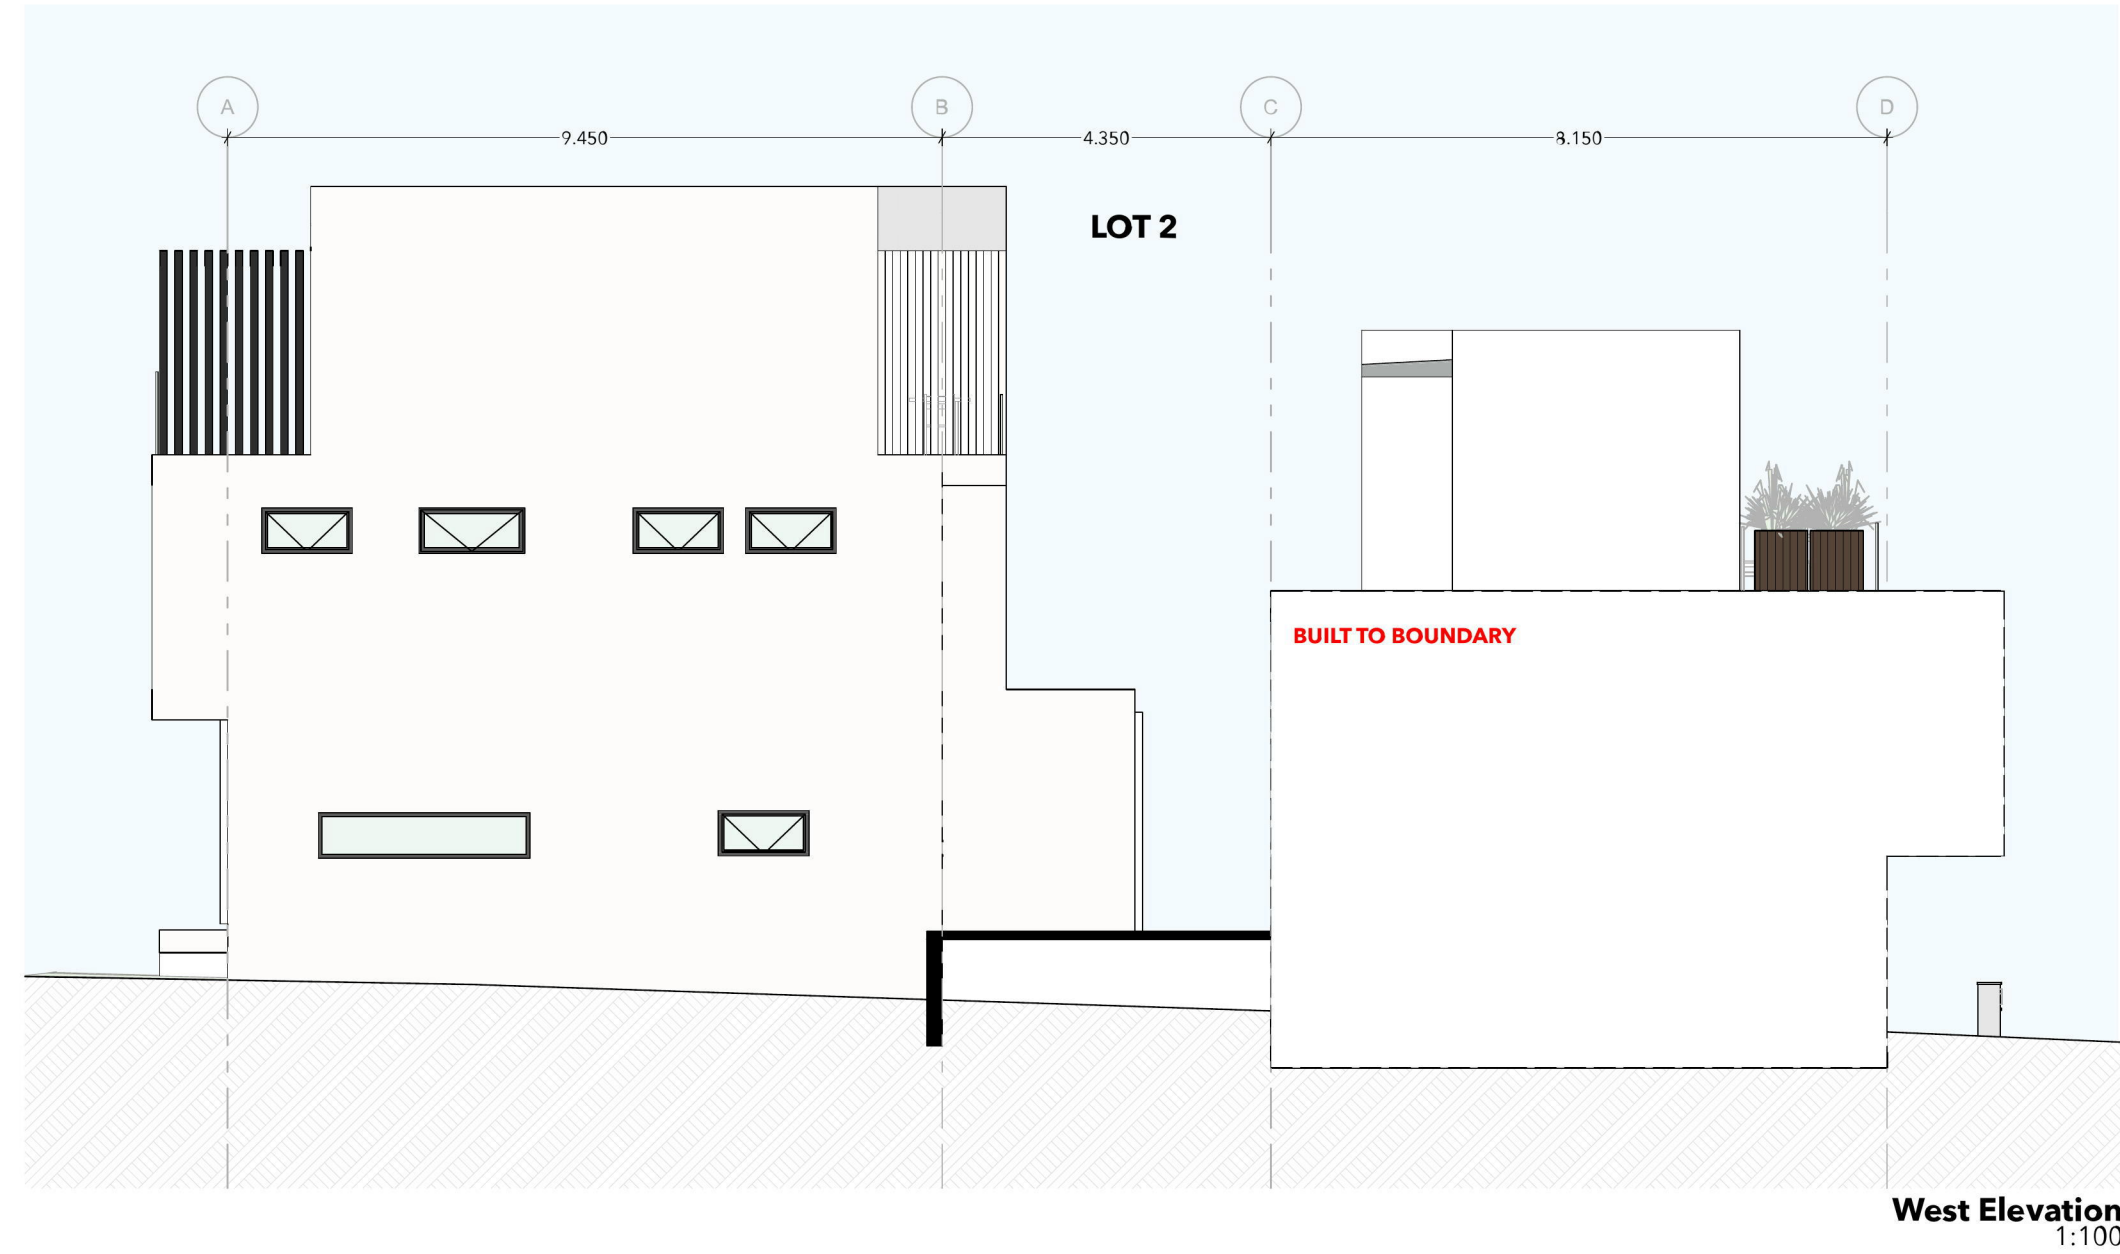 A B C D
9.450 4.350 8.150
LOT 2
BUILT TO BOUNDARY
West Elevation
1:100